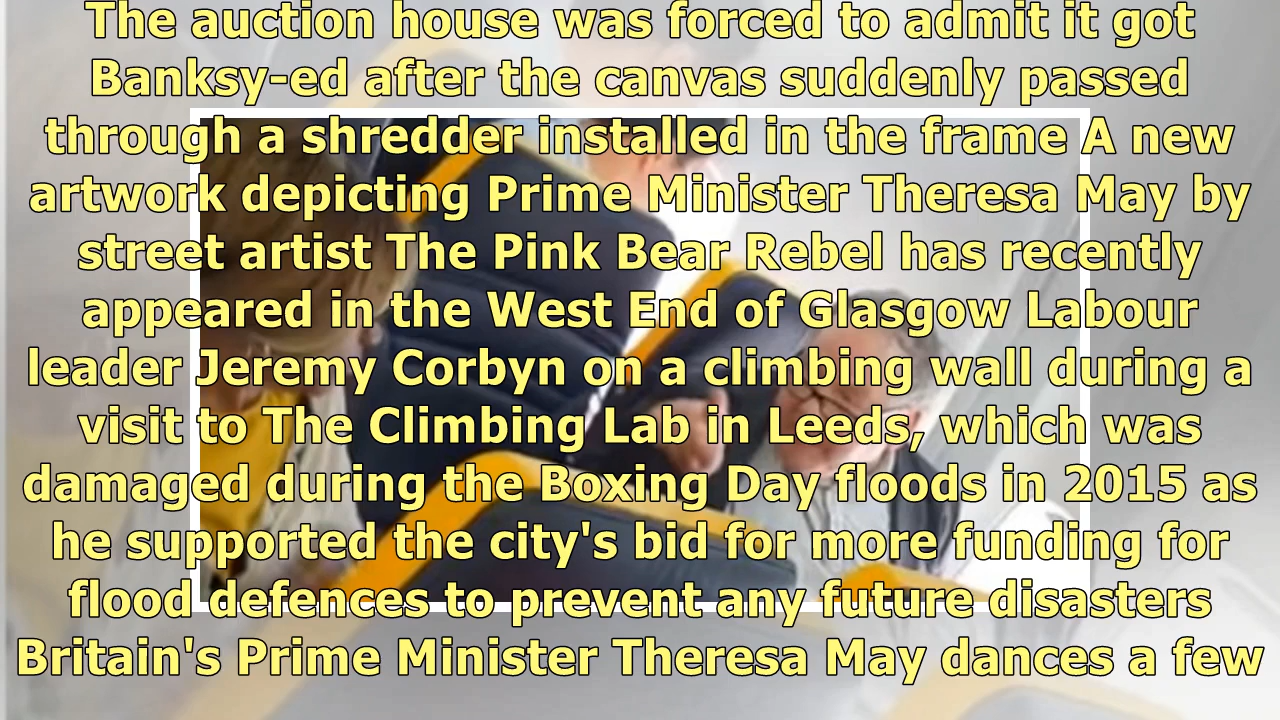 The auction house was forced to admit it got
Banksy-ed after the canvas suddenly passed
through a shredder installed in the frame A new
artwork depicting Prime Minister Theresa May by
street artist The Pink Bear Rebel has recently
appeared in the West End of Glasgow Labour
leader Jeremy Corbyn on a climbing wall during a
visit to The Climbing Lab in Leeds, which was
damaged during the Boxing Day floods in 2015 as
he supported the city's bid for more funding for
flood defences to prevent any future disasters
Britain's Prime Minister Theresa May dances a few